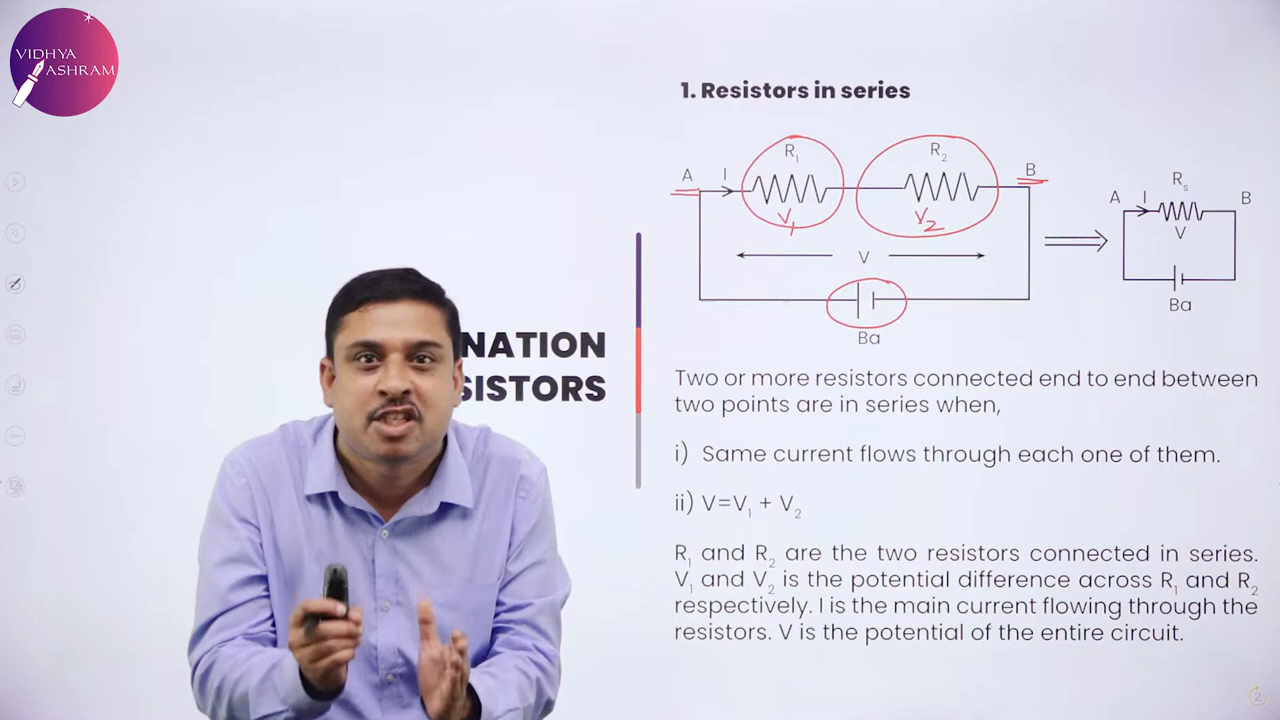 VIDHYA
ASHRAM
1. Resistors in series
R₁
R₂
A
I
B
V₁
V₂
V
Ba
Rₛ
A
I
B
V
Ba
NATION
SISTORS
Two or more resistors connected end to end between
two points are in series when,
i) Same current flows through each one of them.
ii) V=V₁ + V₂
R₁ and R₂ are the two resistors connected in series.
V₁ and V₂ is the potential difference across R₁ and R₂
respectively. I is the main current flowing through the
resistors. V is the potential of the entire circuit.
2